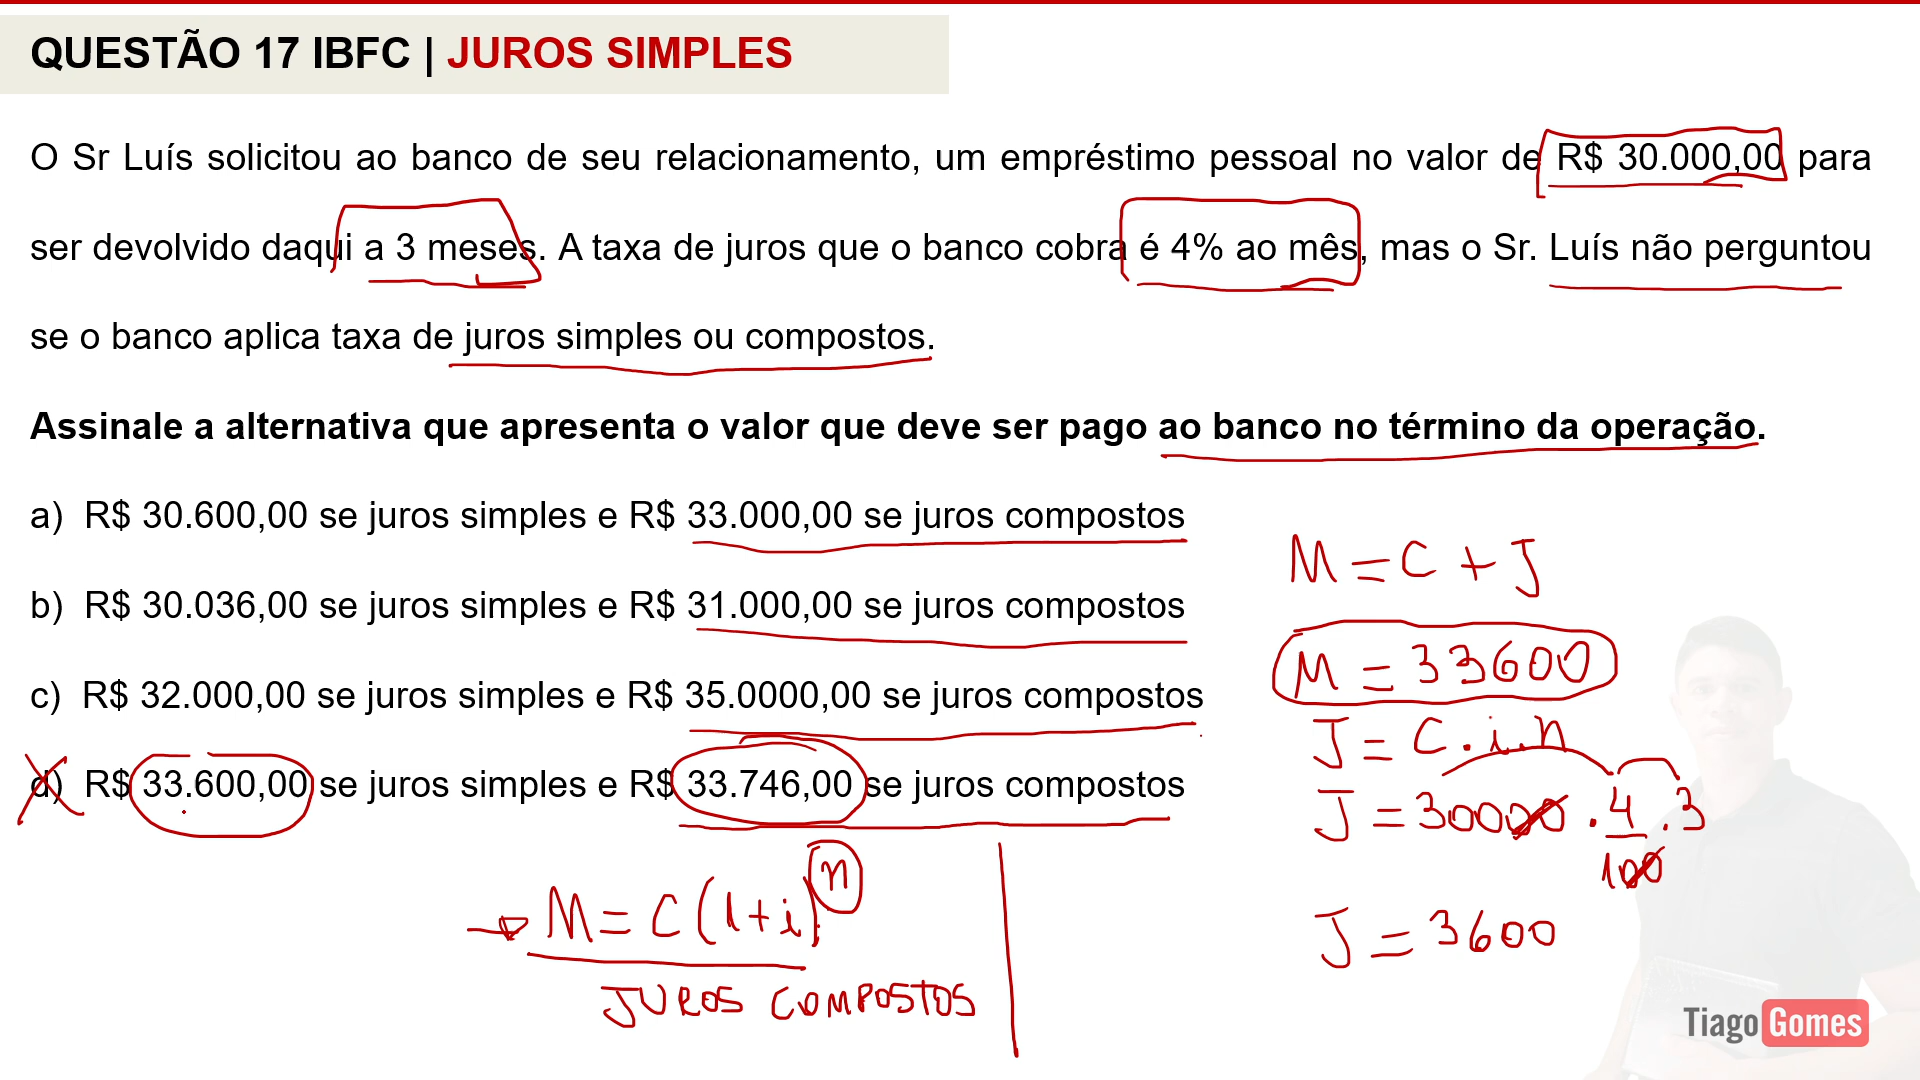 QUESTÃO 17 IBFC | JUROS SIMPLES
O Sr Luís solicitou ao banco de seu relacionamento, um empréstimo pessoal no valor de R$ 30.000,00 para
ser devolvido daqui a 3 meses. A taxa de juros que o banco cobra é 4% ao mês, mas o Sr. Luís não perguntou
se o banco aplica taxa de juros simples ou compostos.
Assinale a alternativa que apresenta o valor que deve ser pago ao banco no término da operação.
a) R$ 30.600,00 se juros simples e R$ 33.000,00 se juros compostos
b) R$ 30.036,00 se juros simples e R$ 31.000,00 se juros compostos
c) R$ 32.000,00 se juros simples e R$ 35.0000,00 se juros compostos
d) R$ 33.600,00 se juros simples e R$ 33.746,00 se juros compostos
M = C (1+i)^n
JUROS COMPOSTOS
M = C + J
M = 33600
J = C.i.n
J = 30000 . 4/100 . 3
J = 3600
Tiago Gomes